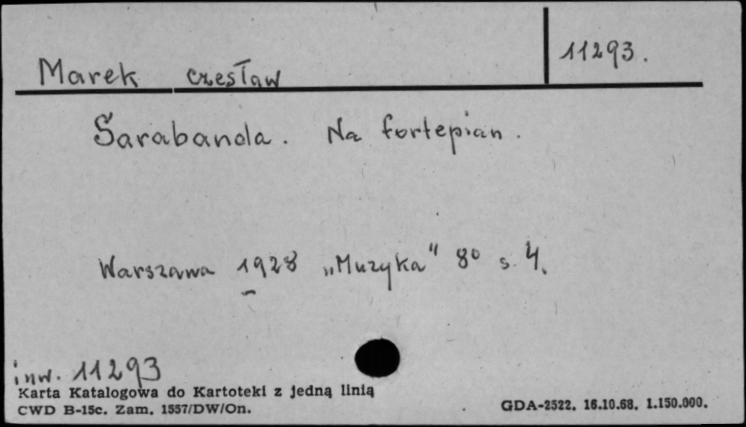 11293.
Marek Czesław
Sarabanda. Na fortepian.
Warszawa 1928 „Muzyka" 8° s. 4.
inw. 11293
Karta Katalogowa do Kartoteki z jedną linią
CWD B-15c. Zam. 1557/DW/On.
GDA-2522. 16.10.68. 1.150.000.